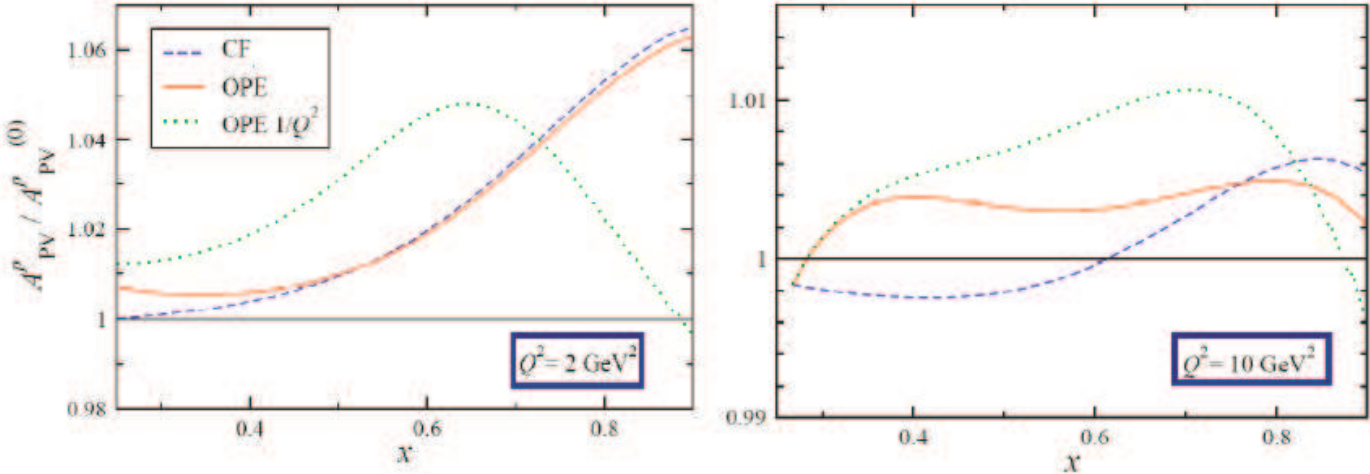 1.06
1.04
1.02
1
0.98
A^p_PV / A^p_PV^(0)
CF
OPE
OPE 1/Q^2
Q^2= 2 GeV^2
0.4
0.6
0.8
x
1.01
1
0.99
Q^2= 10 GeV^2
0.4
0.6
0.8
x